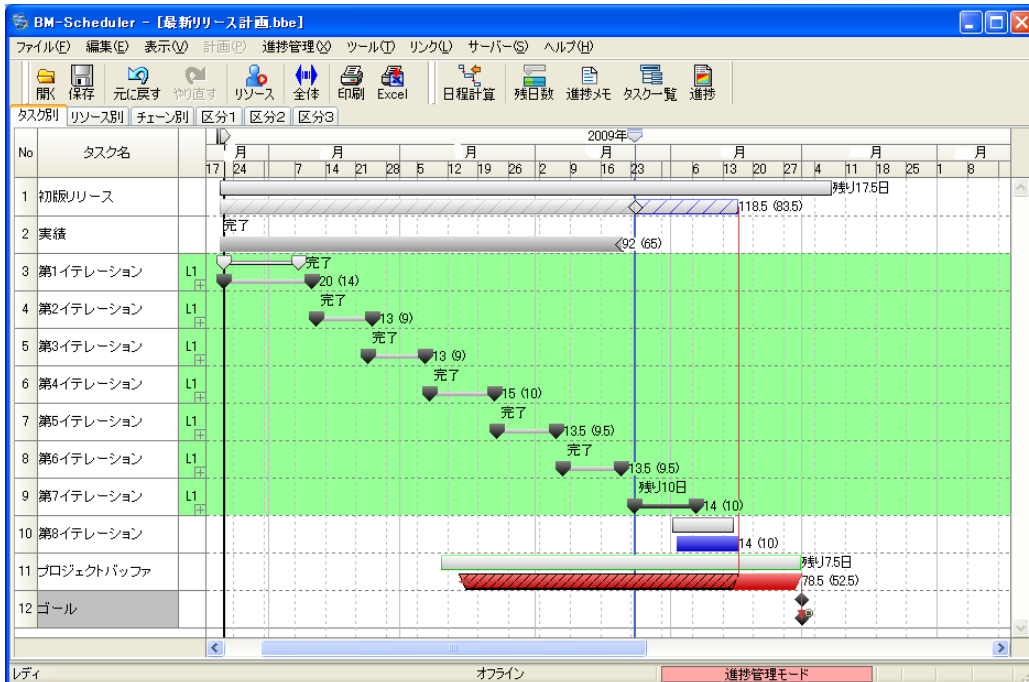 BM-Scheduler - [最新リリース計画.bbe]
ファイル(F) 編集(E) 表示(V) 計画(P) 進捗管理(X) ツール(T) リンク(L) サーバー(S) ヘルプ(H)
開く 保存 元に戻す やり直す リソース 全体 印刷 Excel 日程計算 残日数 進捗メモ タスク一覧 進捗
タスク別 リソース別 チェーン別 区分1 区分2 区分3
2009年
No タスク名 月 月 月 月 月 月 月
17 24 7 14 21 28 5 12 19 26 2 9 16 23 6 13 20 27 4 11 18 25 1 8
1 初版リリース 残り17.5日
118.5 (83.5)
2 実績 完了
92 (65)
3 第1イテレーション L1 完了
20 (14)
4 第2イテレーション L1 完了
13 (9)
5 第3イテレーション L1 完了
13 (9)
6 第4イテレーション L1 完了
15 (10)
7 第5イテレーション L1 完了
13.5 (9.5)
8 第6イテレーション L1 完了
13.5 (9.5)
9 第7イテレーション L1 残り10日
14 (10)
10 第8イテレーション
14 (10)
11 プロジェクトバッファ 残り7.5日
78.5 (52.5)
12 ゴール
レディ オフライン 進捗管理モード